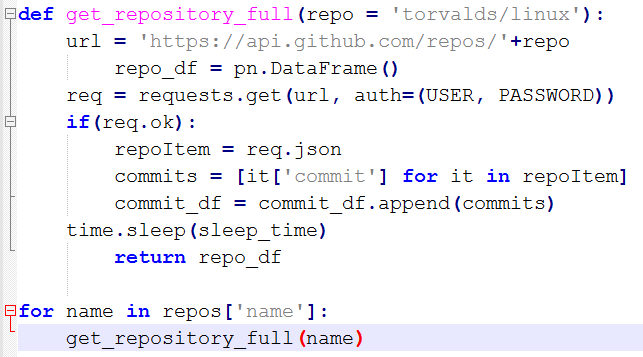 def get_repository_full(repo = 'torvalds/linux'):
    url = 'https://api.github.com/repos/'+repo
        repo_df = pn.DataFrame()
    req = requests.get(url, auth=(USER, PASSWORD))
    if(req.ok):
        repoItem = req.json
        commits = [it['commit'] for it in repoItem]
        commit_df = commit_df.append(commits)
    time.sleep(sleep_time)
        return repo_df

for name in repos['name']:
    get_repository_full(name)